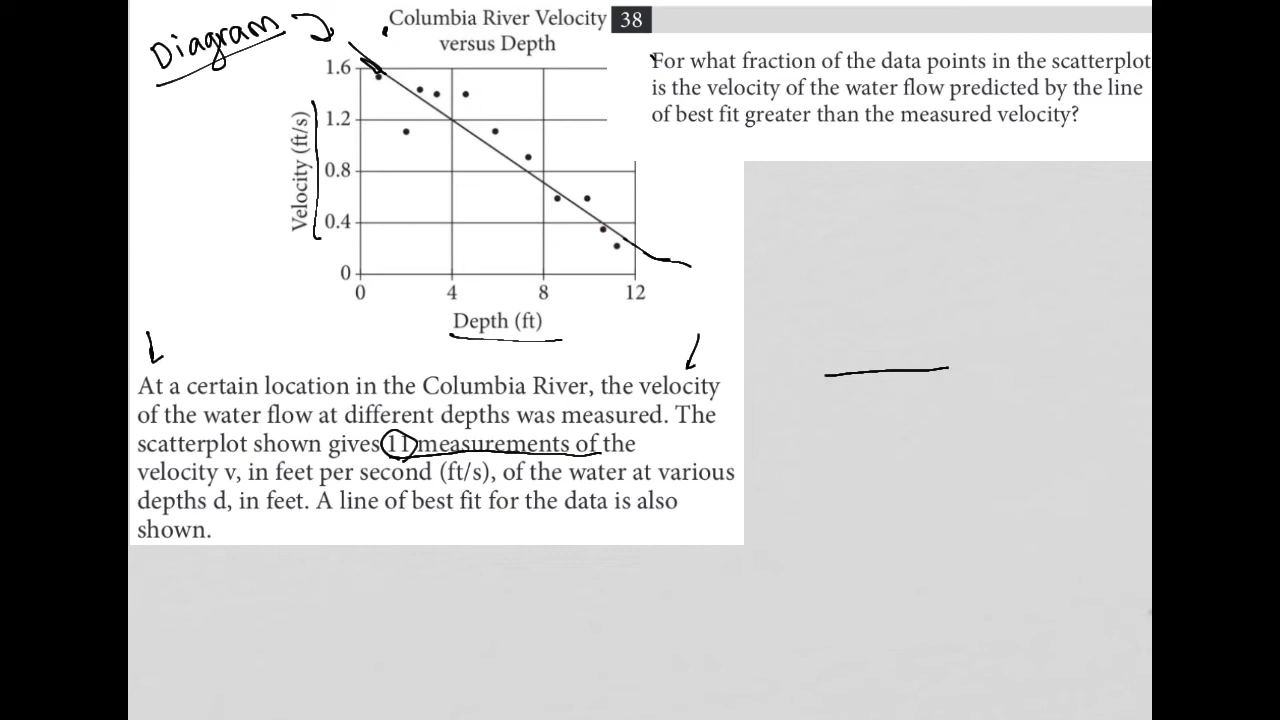 Diagram
Columbia River Velocity
versus Depth
1.6
1.2
0.8
0.4
0
Velocity (ft/s)
0 4 8 12
Depth (ft)
At a certain location in the Columbia River, the velocity
of the water flow at different depths was measured. The
scatterplot shown gives 11 measurements of the
velocity v, in feet per second (ft/s), of the water at various
depths d, in feet. A line of best fit for the data is also
shown.
38
For what fraction of the data points in the scatterplot
is the velocity of the water flow predicted by the line
of best fit greater than the measured velocity?